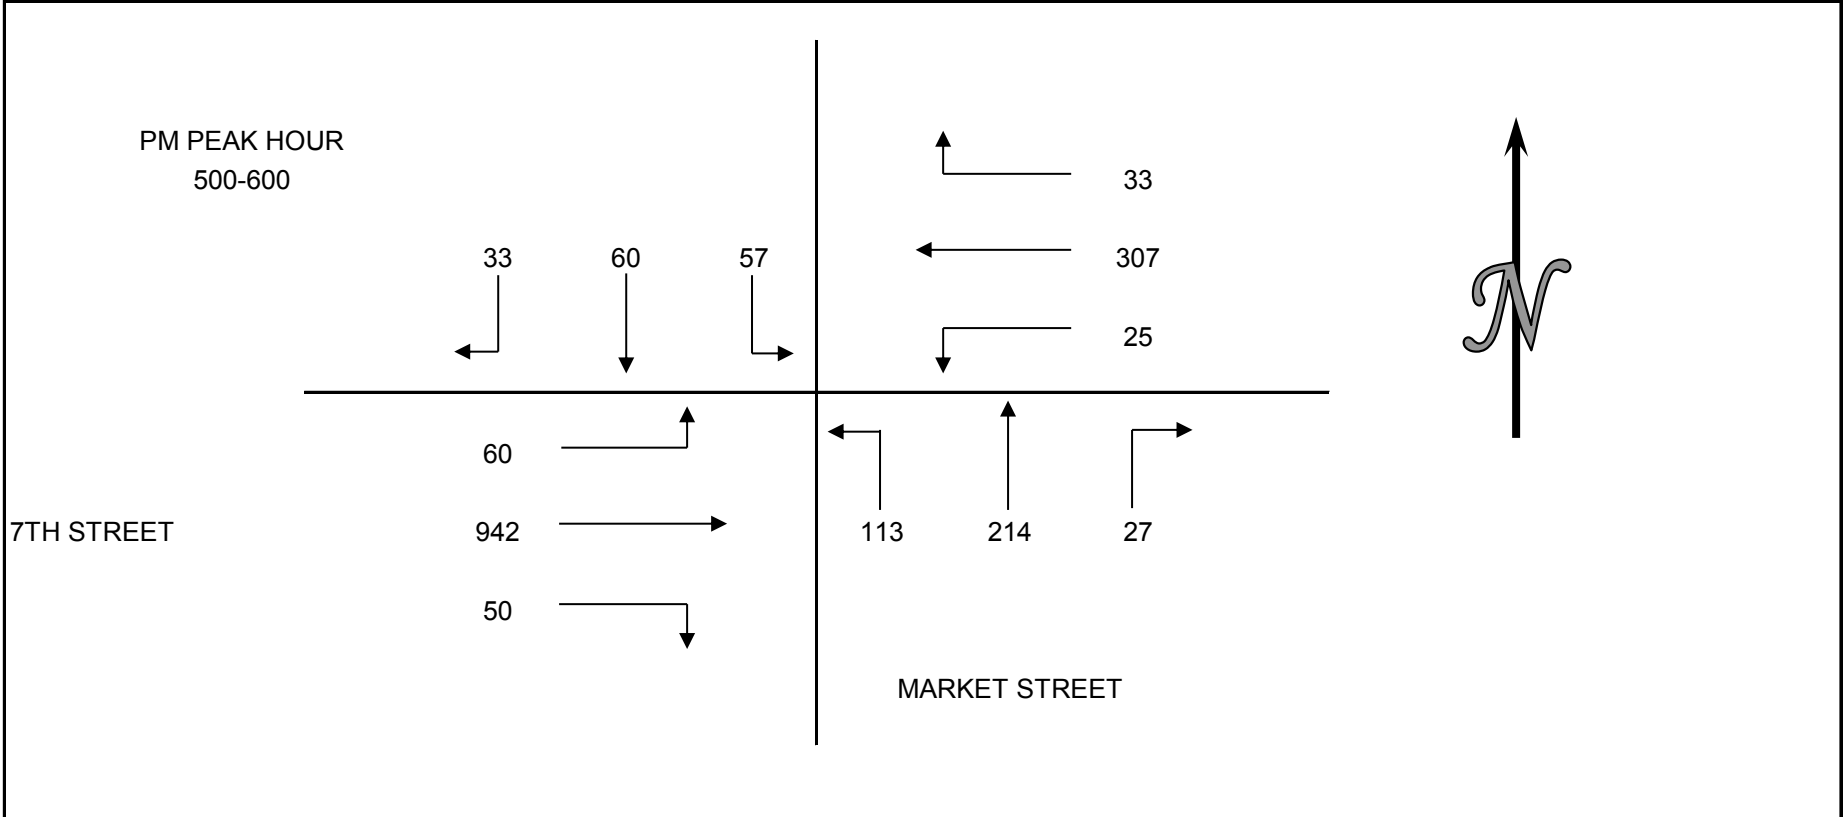 PM PEAK HOUR
500-600
33
33 60 57
307
25
60
7TH STREET 942 113 214 27
50
MARKET STREET
N